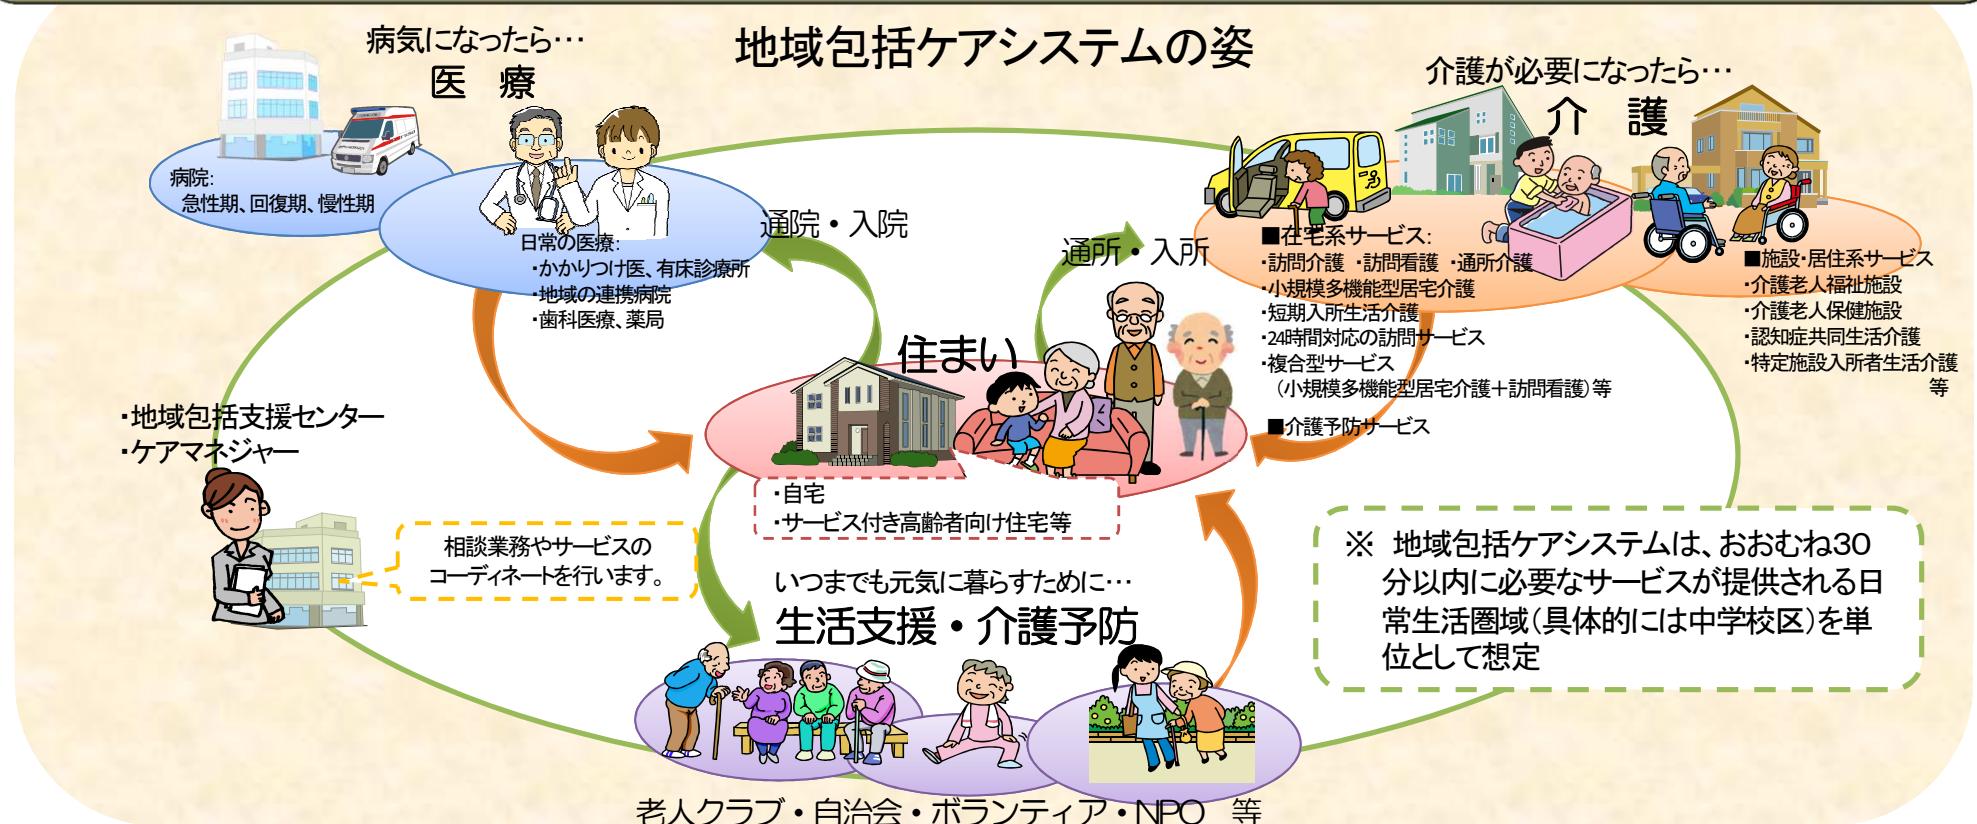 地域包括ケアシステムの姿
病気になったら…
医　療
病院:
急性期、回復期、慢性期
日常の医療:
・かかりつけ医、有床診療所
・地域の連携病院
・歯科医療、薬局
通院・入院
通所・入所
介護が必要になったら…
介　護
■在宅系サービス:
・訪問介護　・訪問看護　・通所介護
・小規模多機能型居宅介護
・短期入所生活介護
・24時間対応の訪問サービス
・複合型サービス
（小規模多機能型居宅介護＋訪問看護）等
■介護予防サービス
■施設・居住系サービス
・介護老人福祉施設
・介護老人保健施設
・認知症共同生活介護
・特定施設入所者生活介護
等
住まい
・自宅
・サービス付き高齢者向け住宅等
・地域包括支援センター
・ケアマネジャー
相談業務やサービスの
コーディネートを行います。
いつまでも元気に暮らすために…
生活支援・介護予防
老人クラブ・自治会・ボランティア・NPO　等
※　地域包括ケアシステムは、おおむね30
分以内に必要なサービスが提供される日
常生活圏域（具体的には中学校区）を単
位として想定